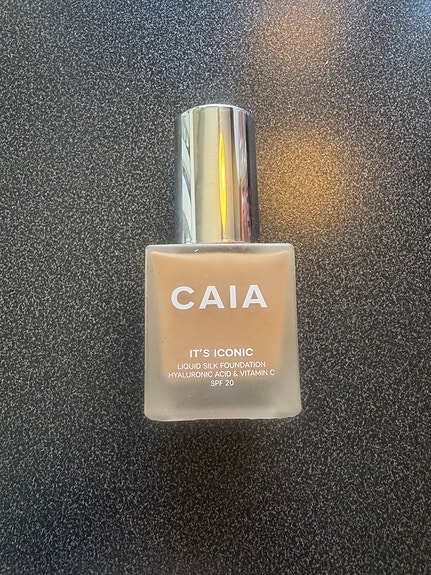 CAIA
IT'S ICONIC
LIQUID SILK FOUNDATION
HYALURONIC ACID & VITAMIN C
SPF 20